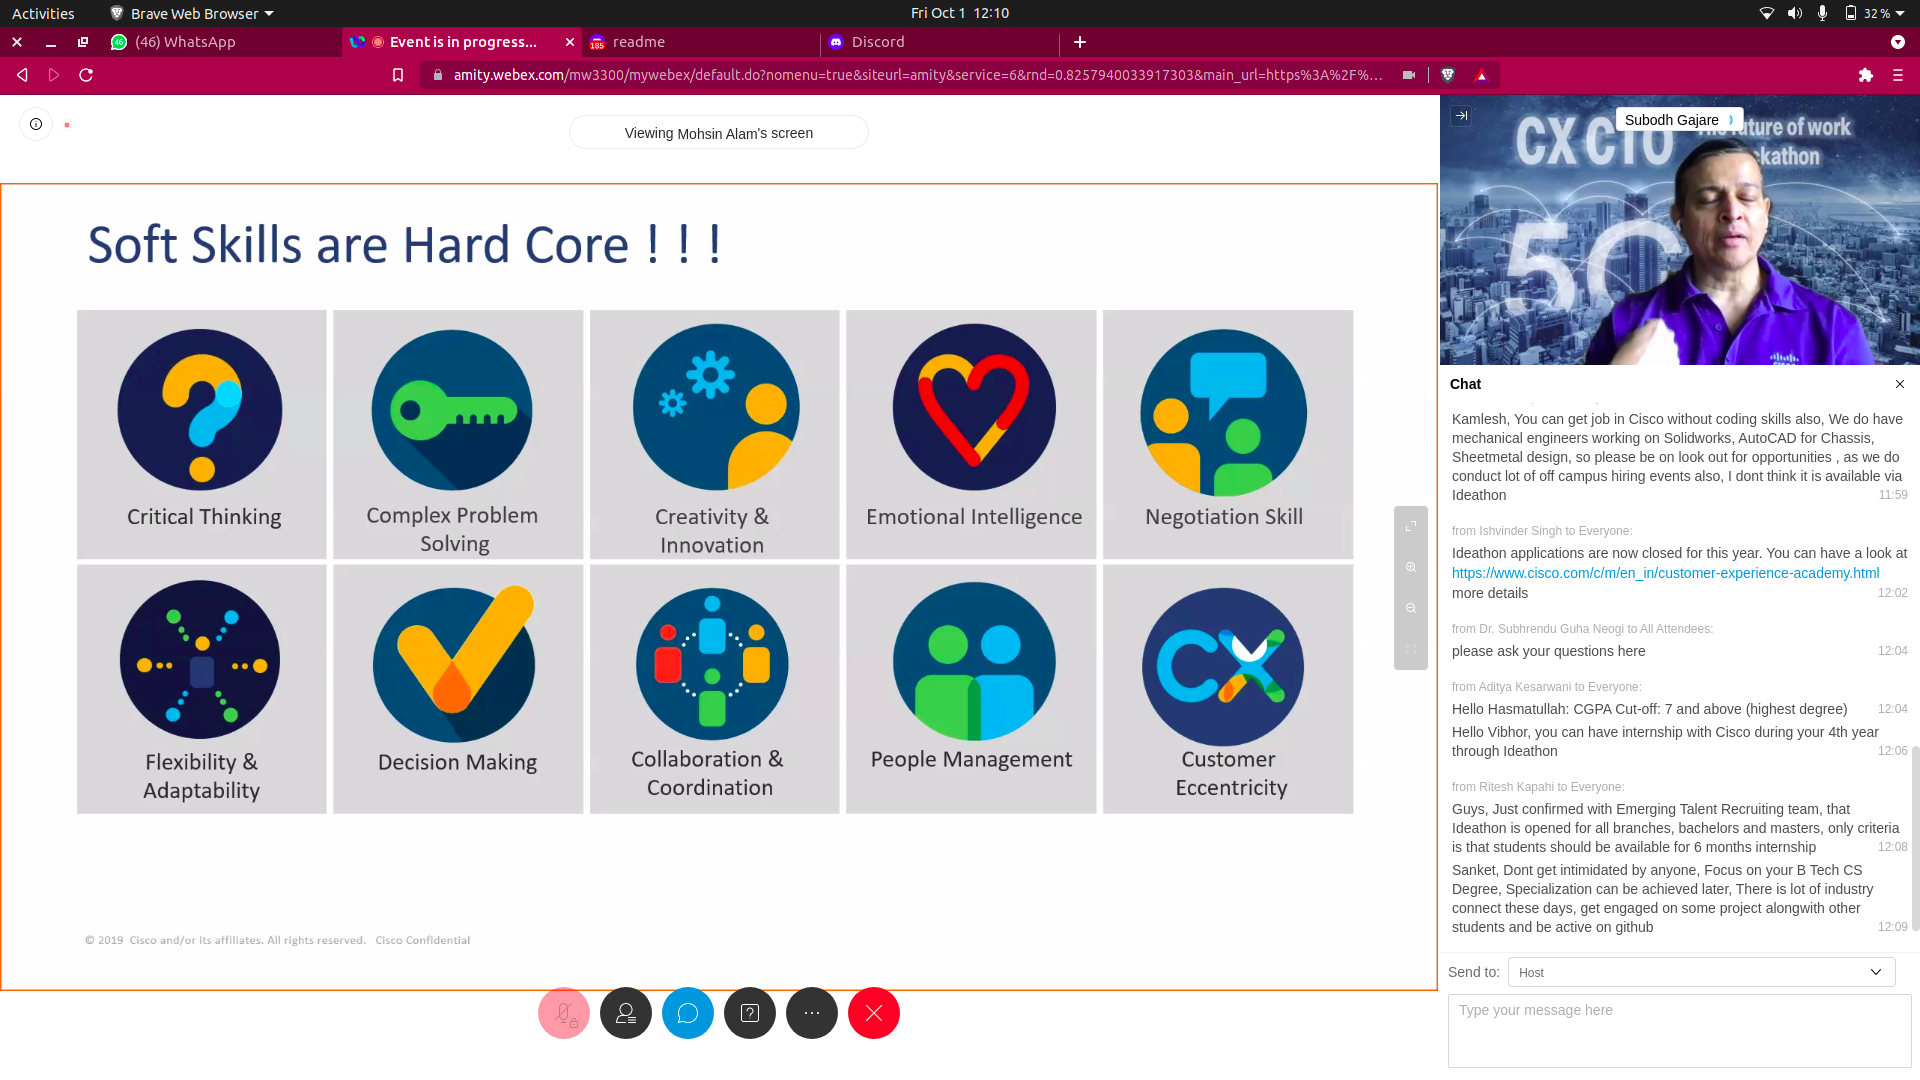 Activities
Brave Web Browser
Fri Oct 1 12:10
32 %
(46) WhatsApp
Event is in progress...
185
readme
Discord
amity.webex.com/mw3300/mywebex/default.do?nomenu=true&siteurl=amity&service=6&rnd=0.8257940033917303&main_url=https%3A%2F%...
Viewing Mohsin Alam's screen
Soft Skills are Hard Core ! ! !
Critical Thinking
Complex Problem
Solving
Creativity &
Innovation
Emotional Intelligence
Negotiation Skill
Flexibility &
Adaptability
Decision Making
Collaboration &
Coordination
People Management
CX
Customer
Eccentricity
© 2019 Cisco and/or its affiliates. All rights reserved. Cisco Confidential
Subodh Gajare
CX CTO
future of work
5G
Chat
Kamlesh, You can get job in Cisco without coding skills also, We do have
mechanical engineers working on Solidworks, AutoCAD for Chassis,
Sheetmetal design, so please be on look out for opportunities , as we do
conduct lot of off campus hiring events also, I dont think it is available via
Ideathon 11:59
from Ishvinder Singh to Everyone:
Ideathon applications are now closed for this year. You can have a look at
https://www.cisco.com/c/m/en_in/customer-experience-academy.html
more details 12:02
from Dr. Subhrendu Guha Neogi to All Attendees:
please ask your questions here 12:04
from Aditya Kesarwani to Everyone:
Hello Hasmatullah: CGPA Cut-off: 7 and above (highest degree) 12:04
Hello Vibhor, you can have internship with Cisco during your 4th year
through Ideathon 12:06
from Ritesh Kapahi to Everyone:
Guys, Just confirmed with Emerging Talent Recruiting team, that
Ideathon is opened for all branches, bachelors and masters, only criteria
is that students should be available for 6 months internship 12:08
Sanket, Dont get intimidated by anyone, Focus on your B Tech CS
Degree, Specialization can be achieved later, There is lot of industry
connect these days, get engaged on some project alongwith other
students and be active on github 12:09
Send to: Host
Type your message here